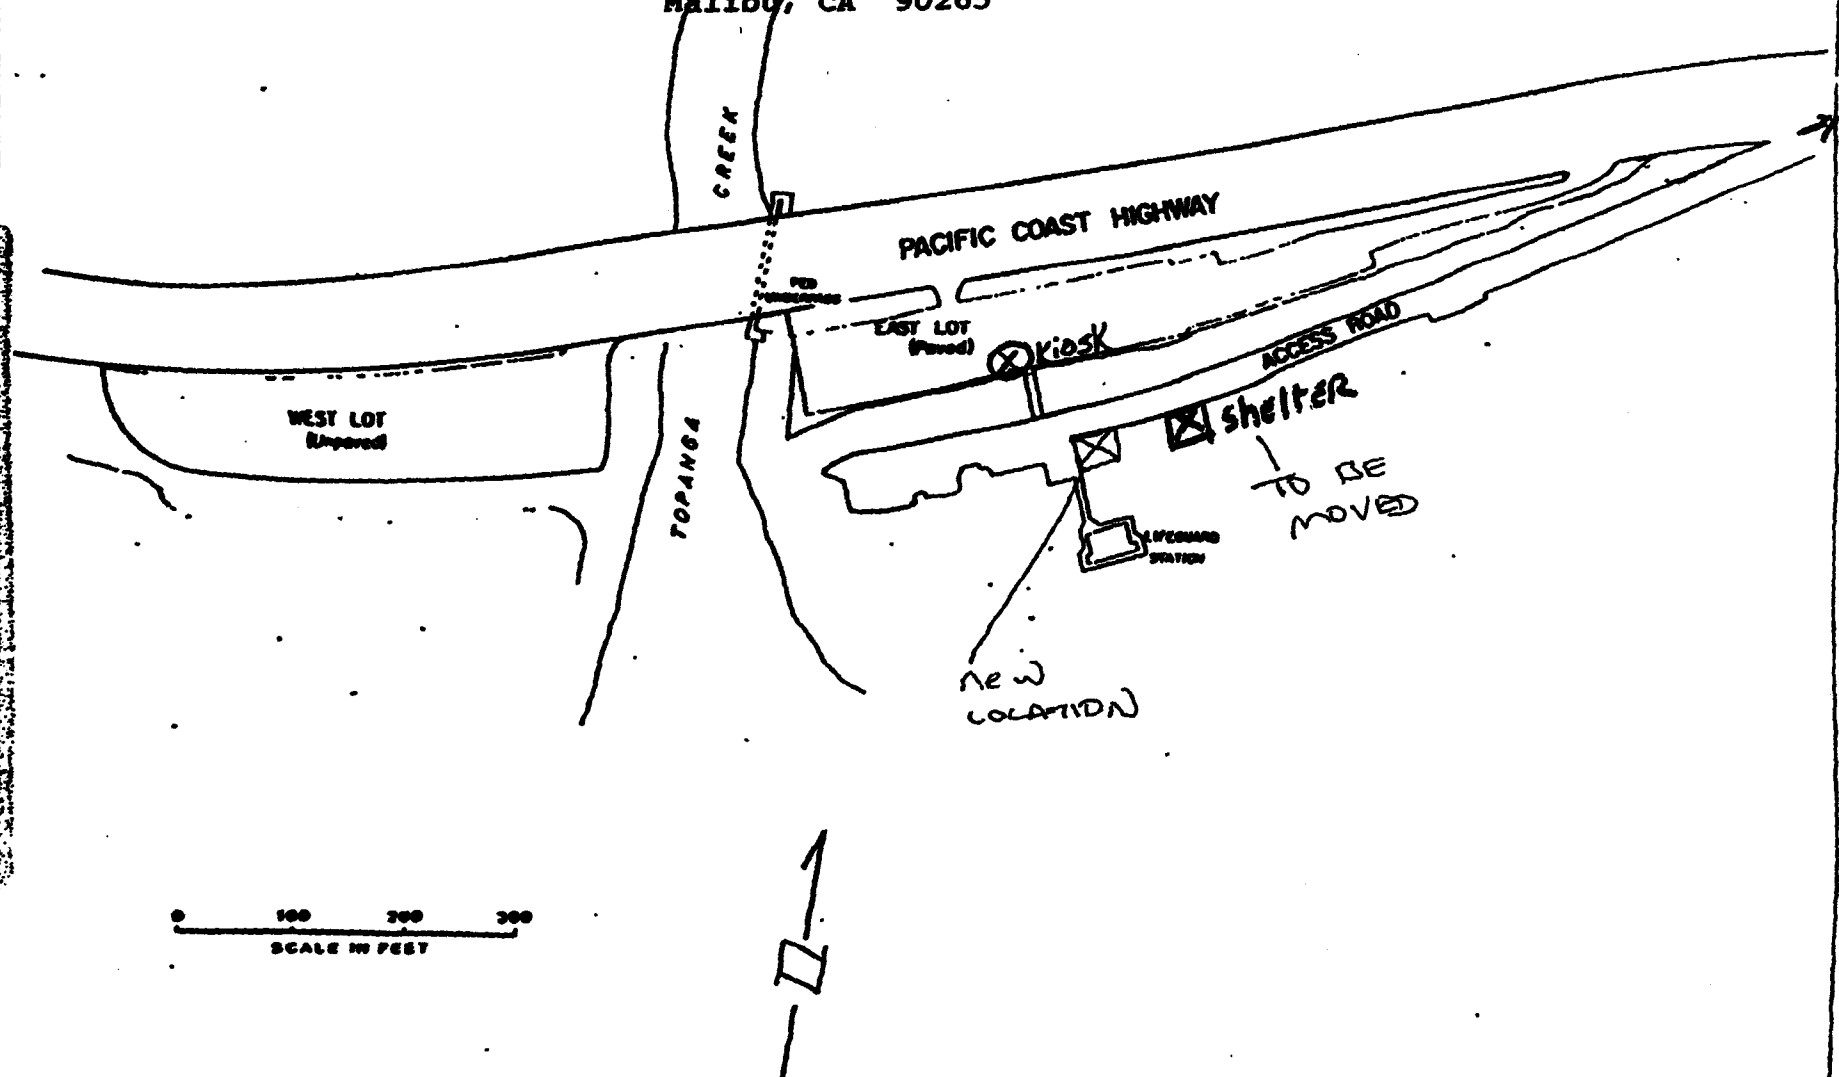 Malibu, CA 90265
CREEK
PACIFIC COAST HIGHWAY
PED
UNDERPASS
EAST LOT
(Paved)
Kiosk
ACCESS ROAD
WEST LOT
(Unpaved)
TOPANGA
shelter
TO BE
MOVED
LIFEGUARD
STATION
new
LOCATION
0 100 200 300
SCALE IN FEET
N